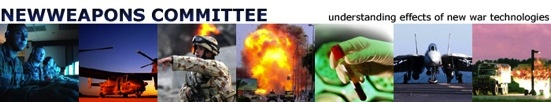 NEWWEAPONS COMMITTEE
understanding effects of new war technologies